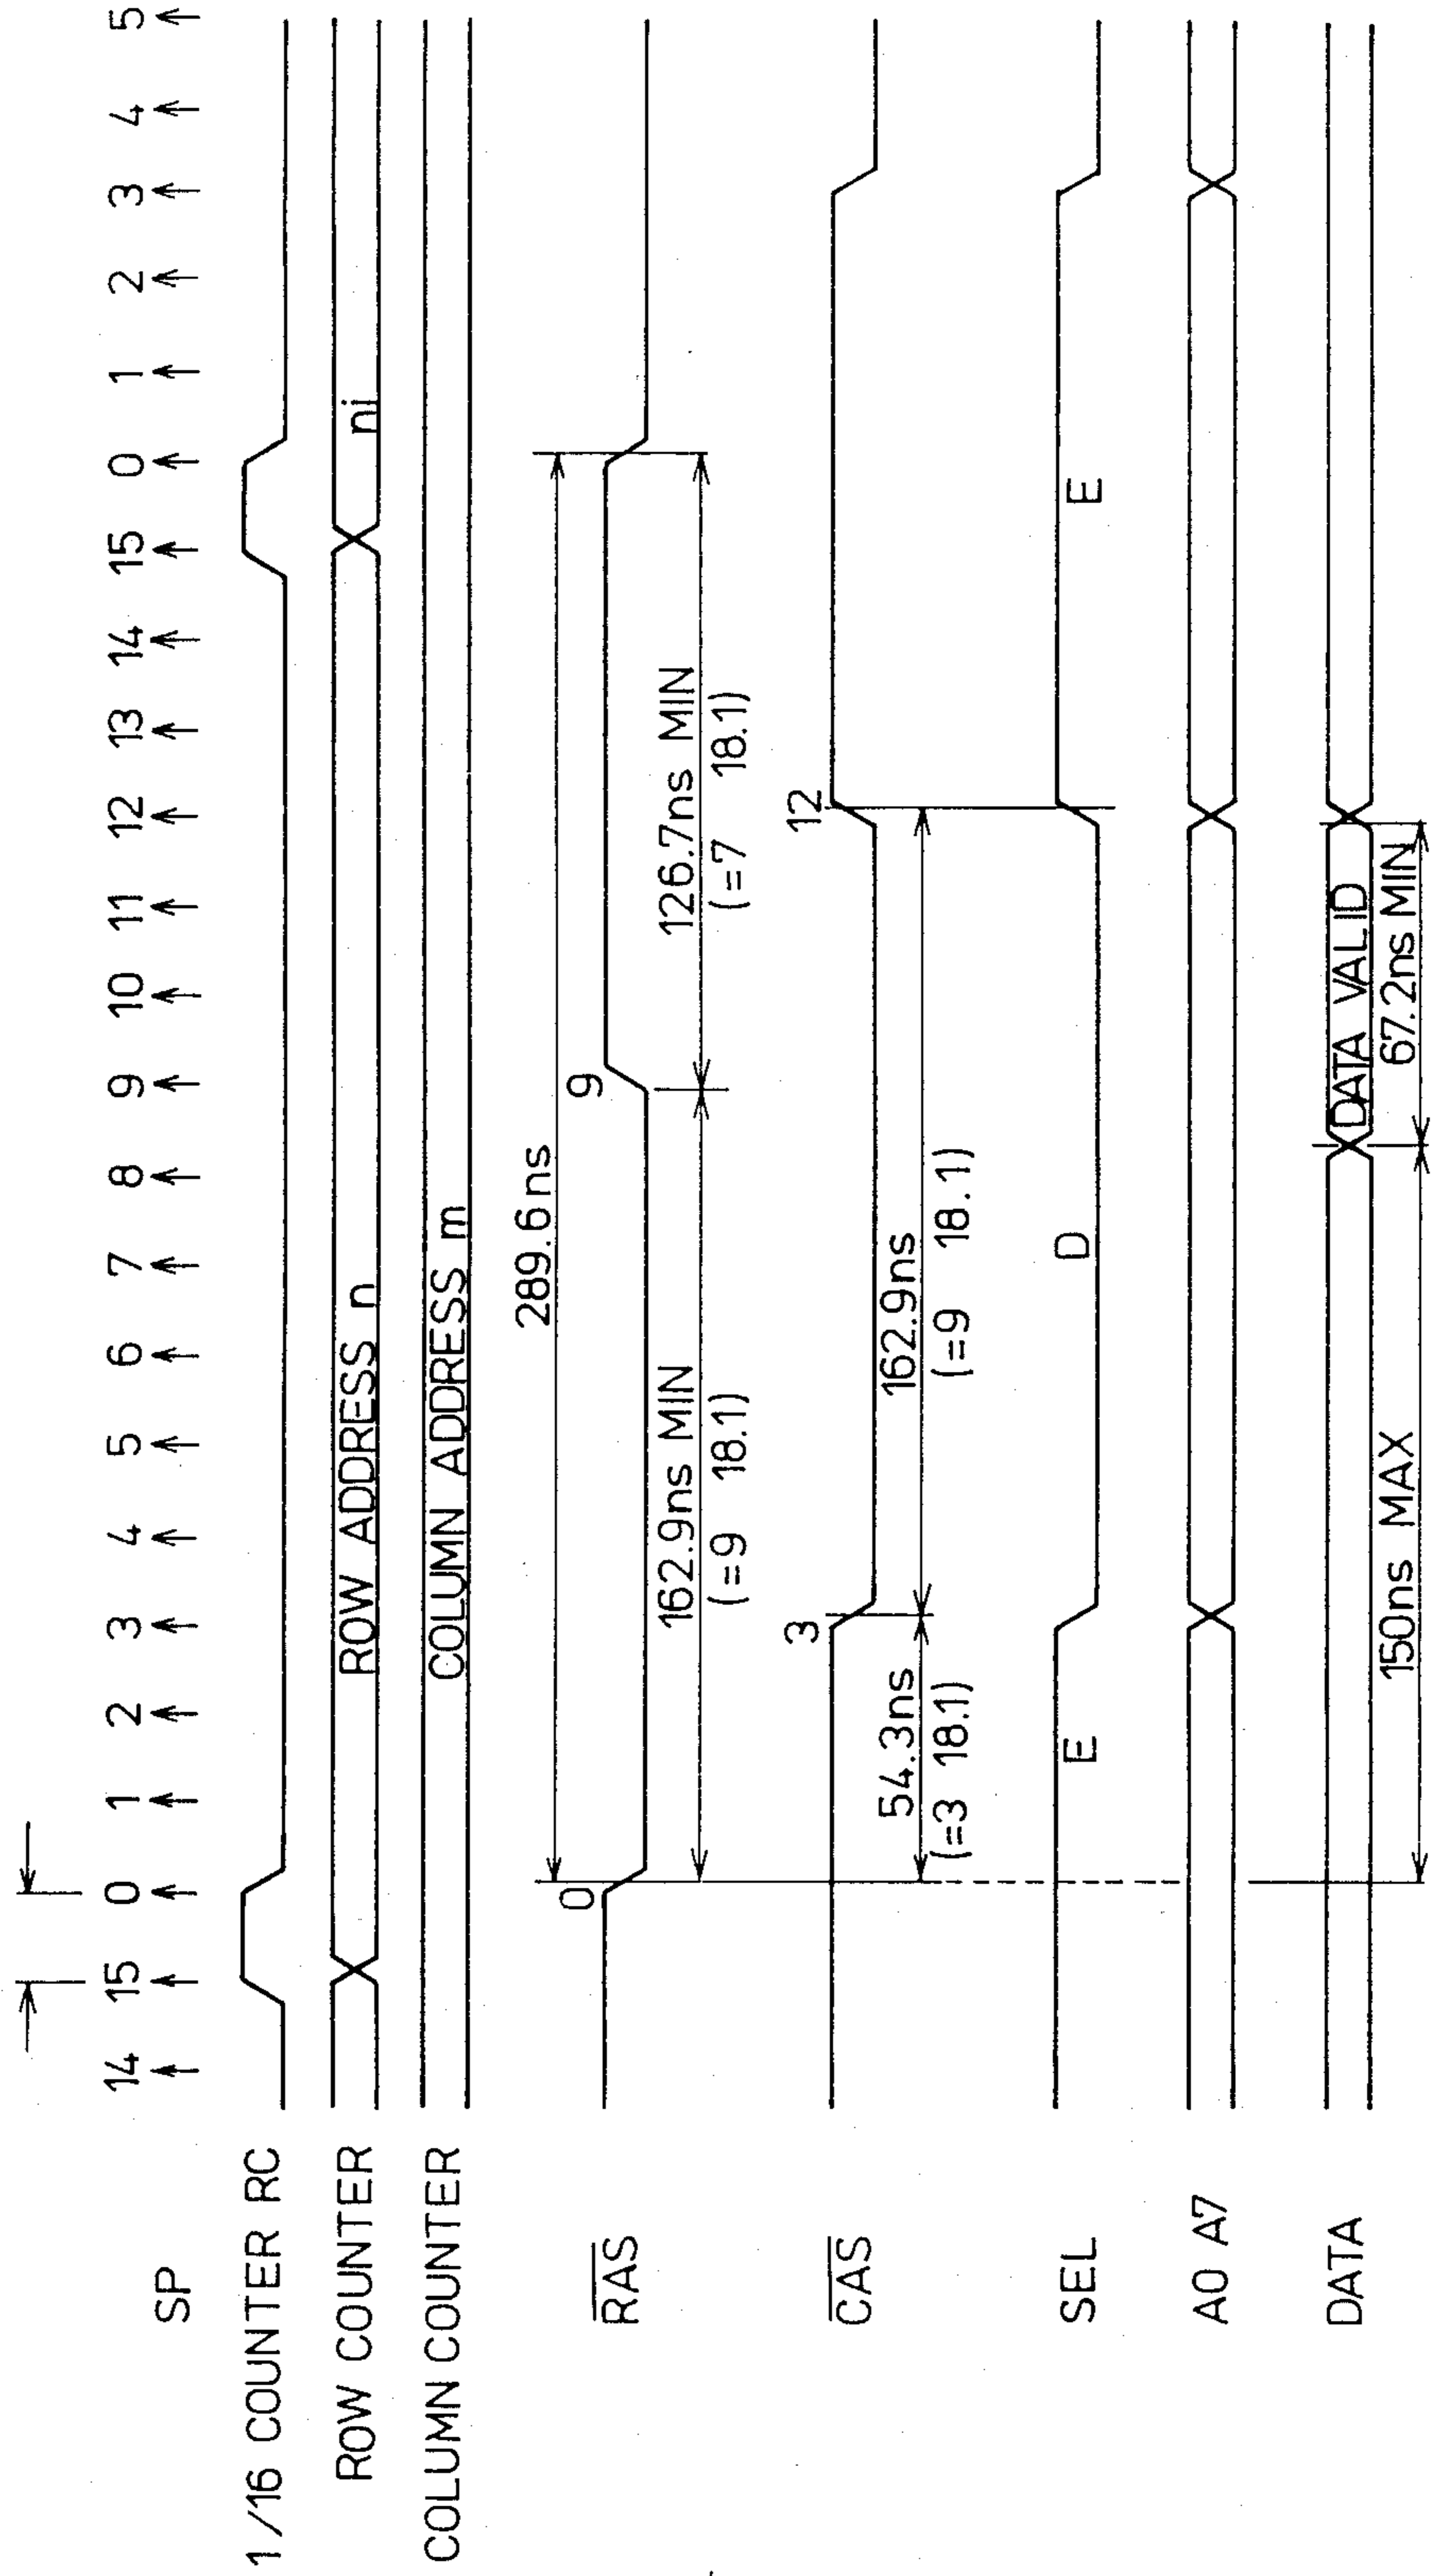 SP 14 15 0 1 2 3 4 5 6 7 8 9 10 11 12 13 14 15 0 1 2 3 4 5
1/16 COUNTER RC
ROW COUNTER ROW ADDRESS n ni
COLUMN COUNTER COLUMN ADDRESS m
289.6ns
RAS 0 9
162.9ns MIN 126.7ns MIN
(=9 18.1) (=7 18.1)
CAS 3 12
54.3ns 162.9ns
(=3 18.1) (=9 18.1)
SEL E D E
A0 A7
DATA DATA VALID
150ns MAX 67.2ns MIN